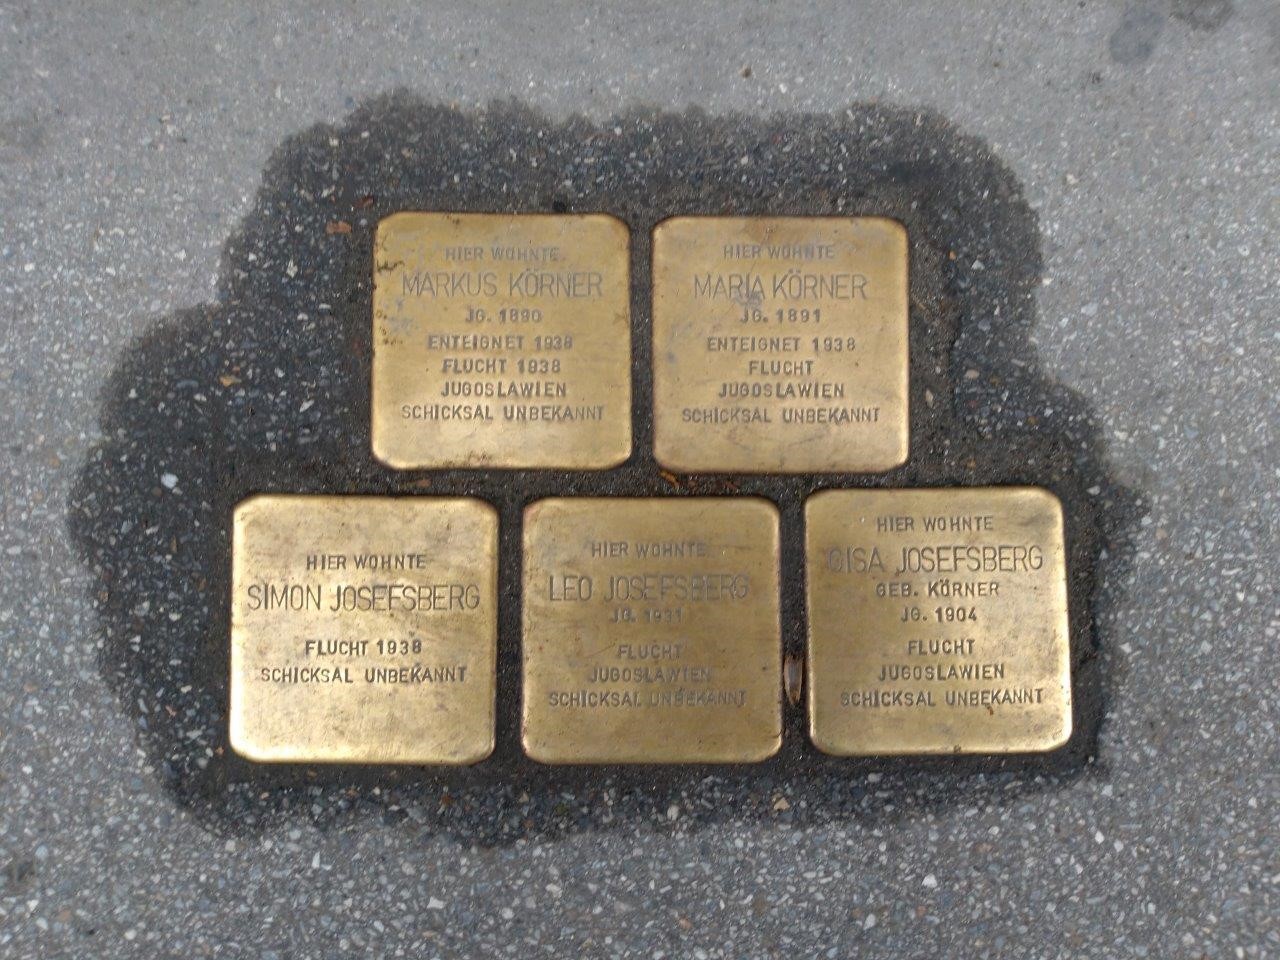 HIER WOHNTE
MARKUS KÖRNER
JG. 1890
ENTEIGNET 1938
FLUCHT 1938
JUGOSLAWIEN
SCHICKSAL UNBEKANNT
HIER WOHNTE
MARIA KÖRNER
JG. 1891
ENTEIGNET 1938
FLUCHT
JUGOSLAWIEN
SCHICKSAL UNBEKANNT
HIER WOHNTE
SIMON JOSEFSBERG
FLUCHT 1938
SCHICKSAL UNBEKANNT
HIER WOHNTE
LEO JOSEFSBERG
JG. 1931
FLUCHT
JUGOSLAWIEN
SCHICKSAL UNBEKANNT
HIER WOHNTE
GISA JOSEFSBERG
GEB. KÖRNER
JG. 1904
FLUCHT
JUGOSLAWIEN
SCHICKSAL UNBEKANNT